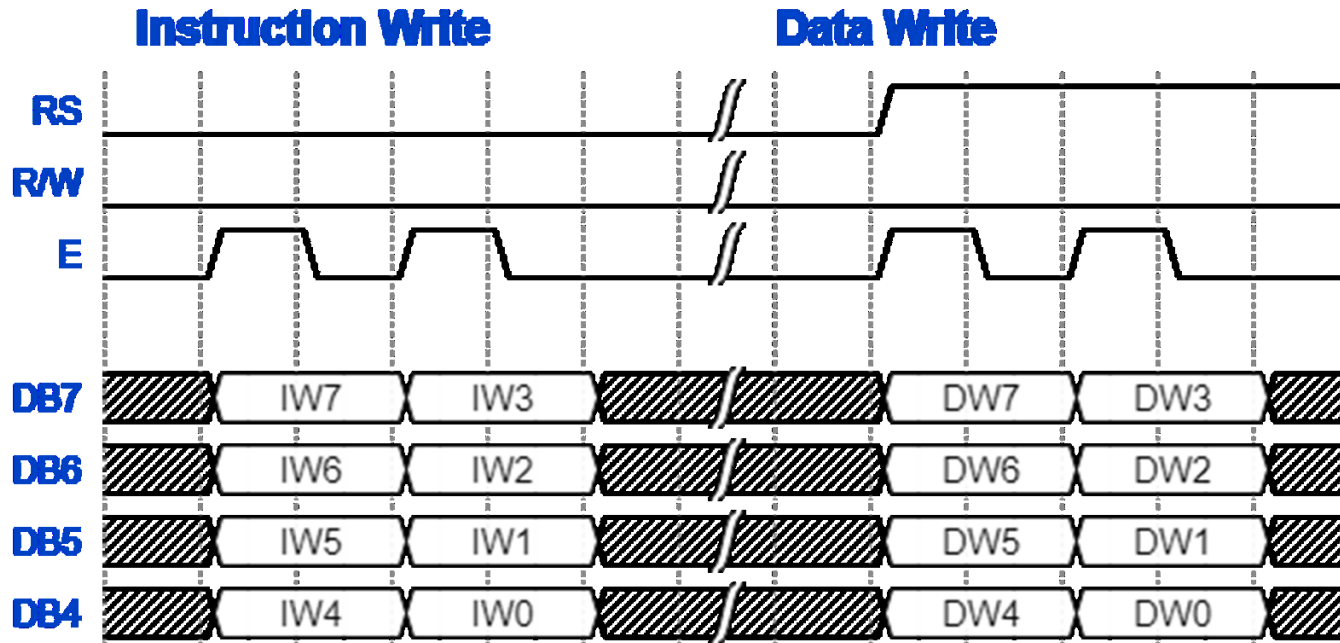 Instruction Write Data Write
RS
R/W
E
DB7 IW7 IW3 DW7 DW3
DB6 IW6 IW2 DW6 DW2
DB5 IW5 IW1 DW5 DW1
DB4 IW4 IW0 DW4 DW0